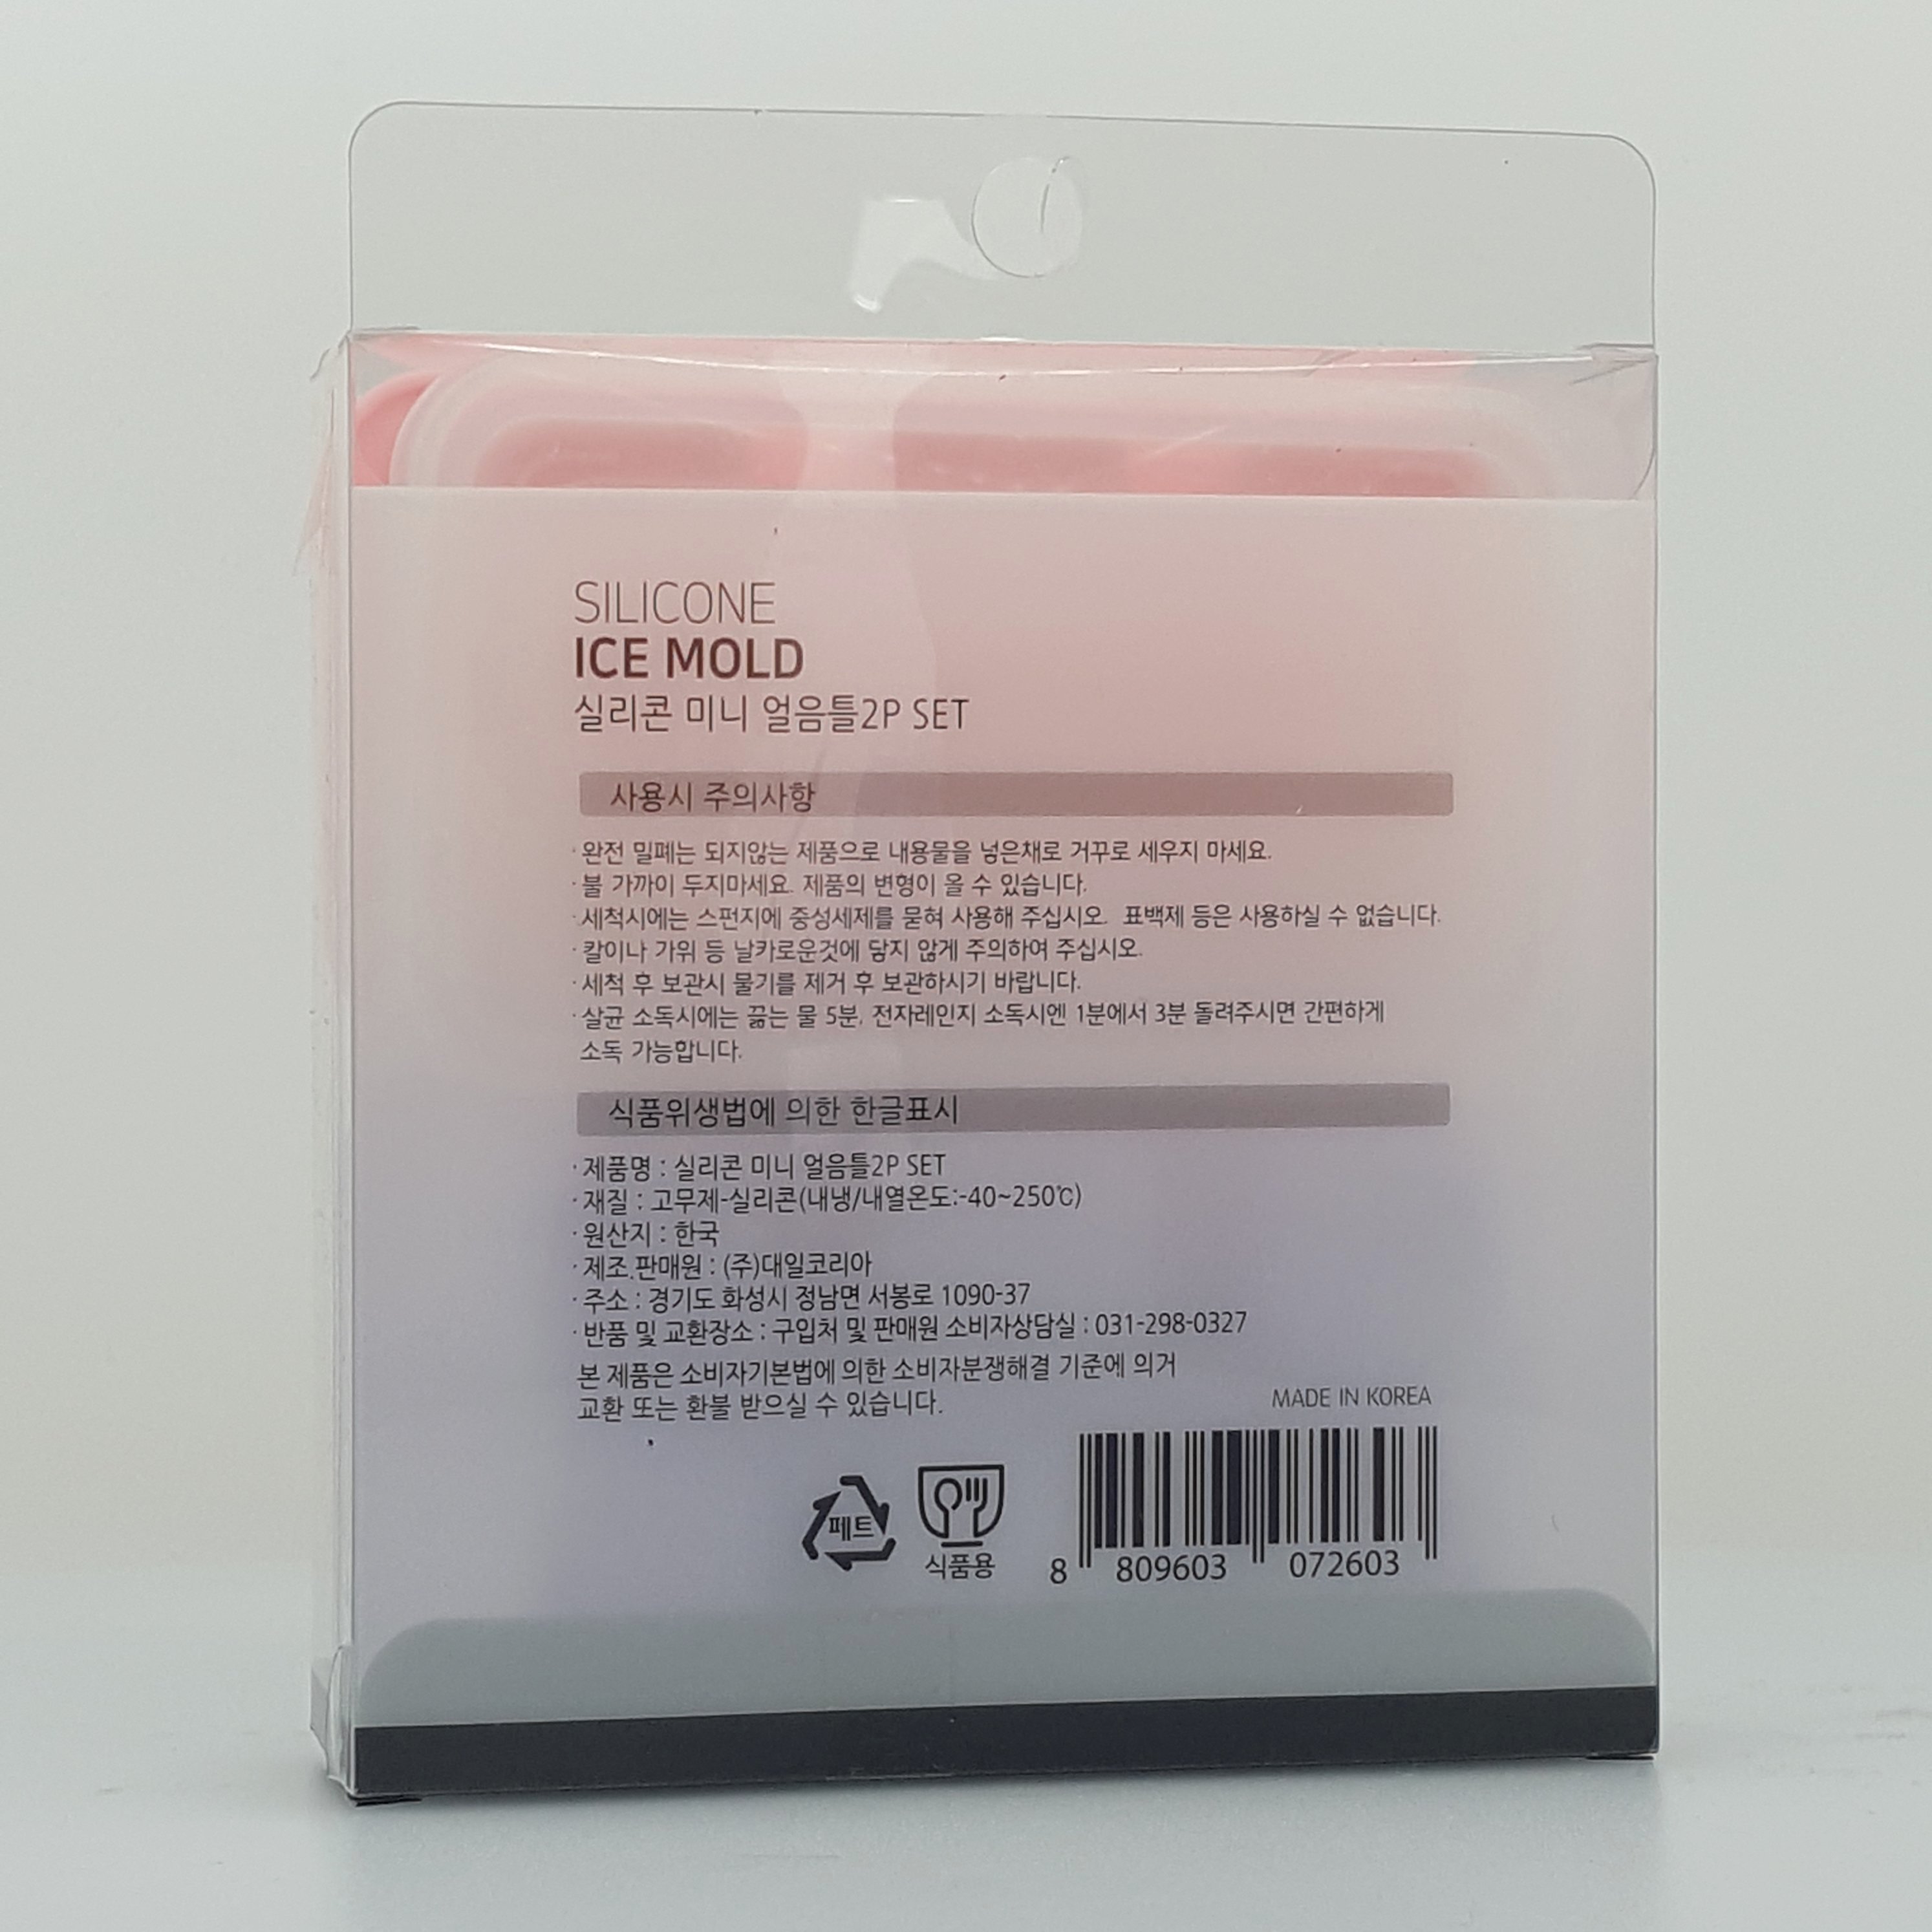 SILICONE
ICE MOLD
실리콘 미니 얼음틀2P SET
사용시 주의사항
· 완전 밀폐는 되지않는 제품으로 내용물을 넣은채로 거꾸로 세우지 마세요.
· 불 가까이 두지마세요. 제품의 변형이 올 수 있습니다.
· 세척시에는 스펀지에 중성세제를 묻혀 사용해 주십시오. 표백제 등은 사용하실 수 없습니다.
· 칼이나 가위 등 날카로운것에 닿지 않게 주의하여 주십시오.
· 세척 후 보관시 물기를 제거 후 보관하시기 바랍니다.
· 살균 소독시에는 끓는 물 5분, 전자레인지 소독시엔 1분에서 3분 돌려주시면 간편하게
소독 가능합니다.
식품위생법에 의한 한글표시
· 제품명 : 실리콘 미니 얼음틀2P SET
· 재질 : 고무제-실리콘(내냉/내열온도:-40~250℃)
· 원산지 : 한국
· 제조.판매원 : (주)대일코리아
· 주소 : 경기도 화성시 정남면 서봉로 1090-37
· 반품 및 교환장소 : 구입처 및 판매원 소비자상담실 : 031-298-0327
본 제품은 소비자기본법에 의한 소비자분쟁해결 기준에 의거
교환 또는 환불 받으실 수 있습니다.
MADE IN KOREA
페트
식품용
8 809603 072603